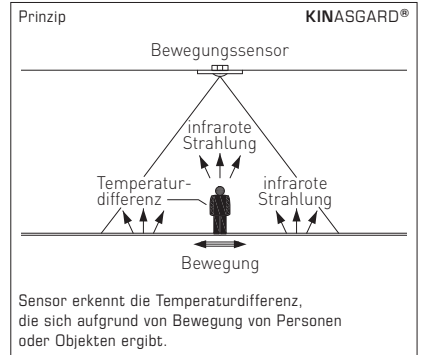 Prinzip KINASGARD®
Bewegungssensor
infrarote
Strahlung
Temperatur-
differenz
infrarote
Strahlung
Bewegung
Sensor erkennt die Temperaturdifferenz,
die sich aufgrund von Bewegung von Personen
oder Objekten ergibt.